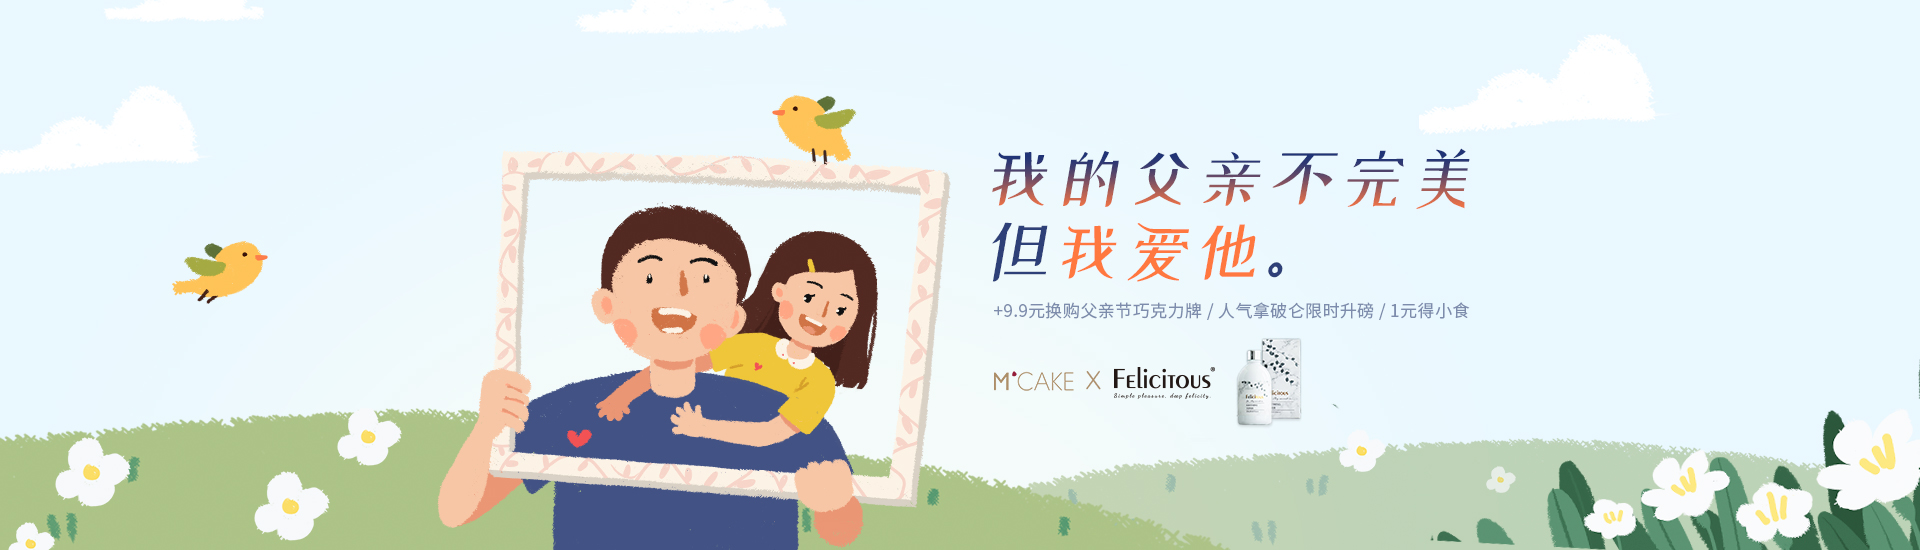 我的父亲不完美
但我爱他。
+9.9元换购父亲节巧克力牌 / 人气拿破仑限时升磅 / 1元得小食
M'CAKE X FELICITOUS®
Simple pleasure, deep felicity.